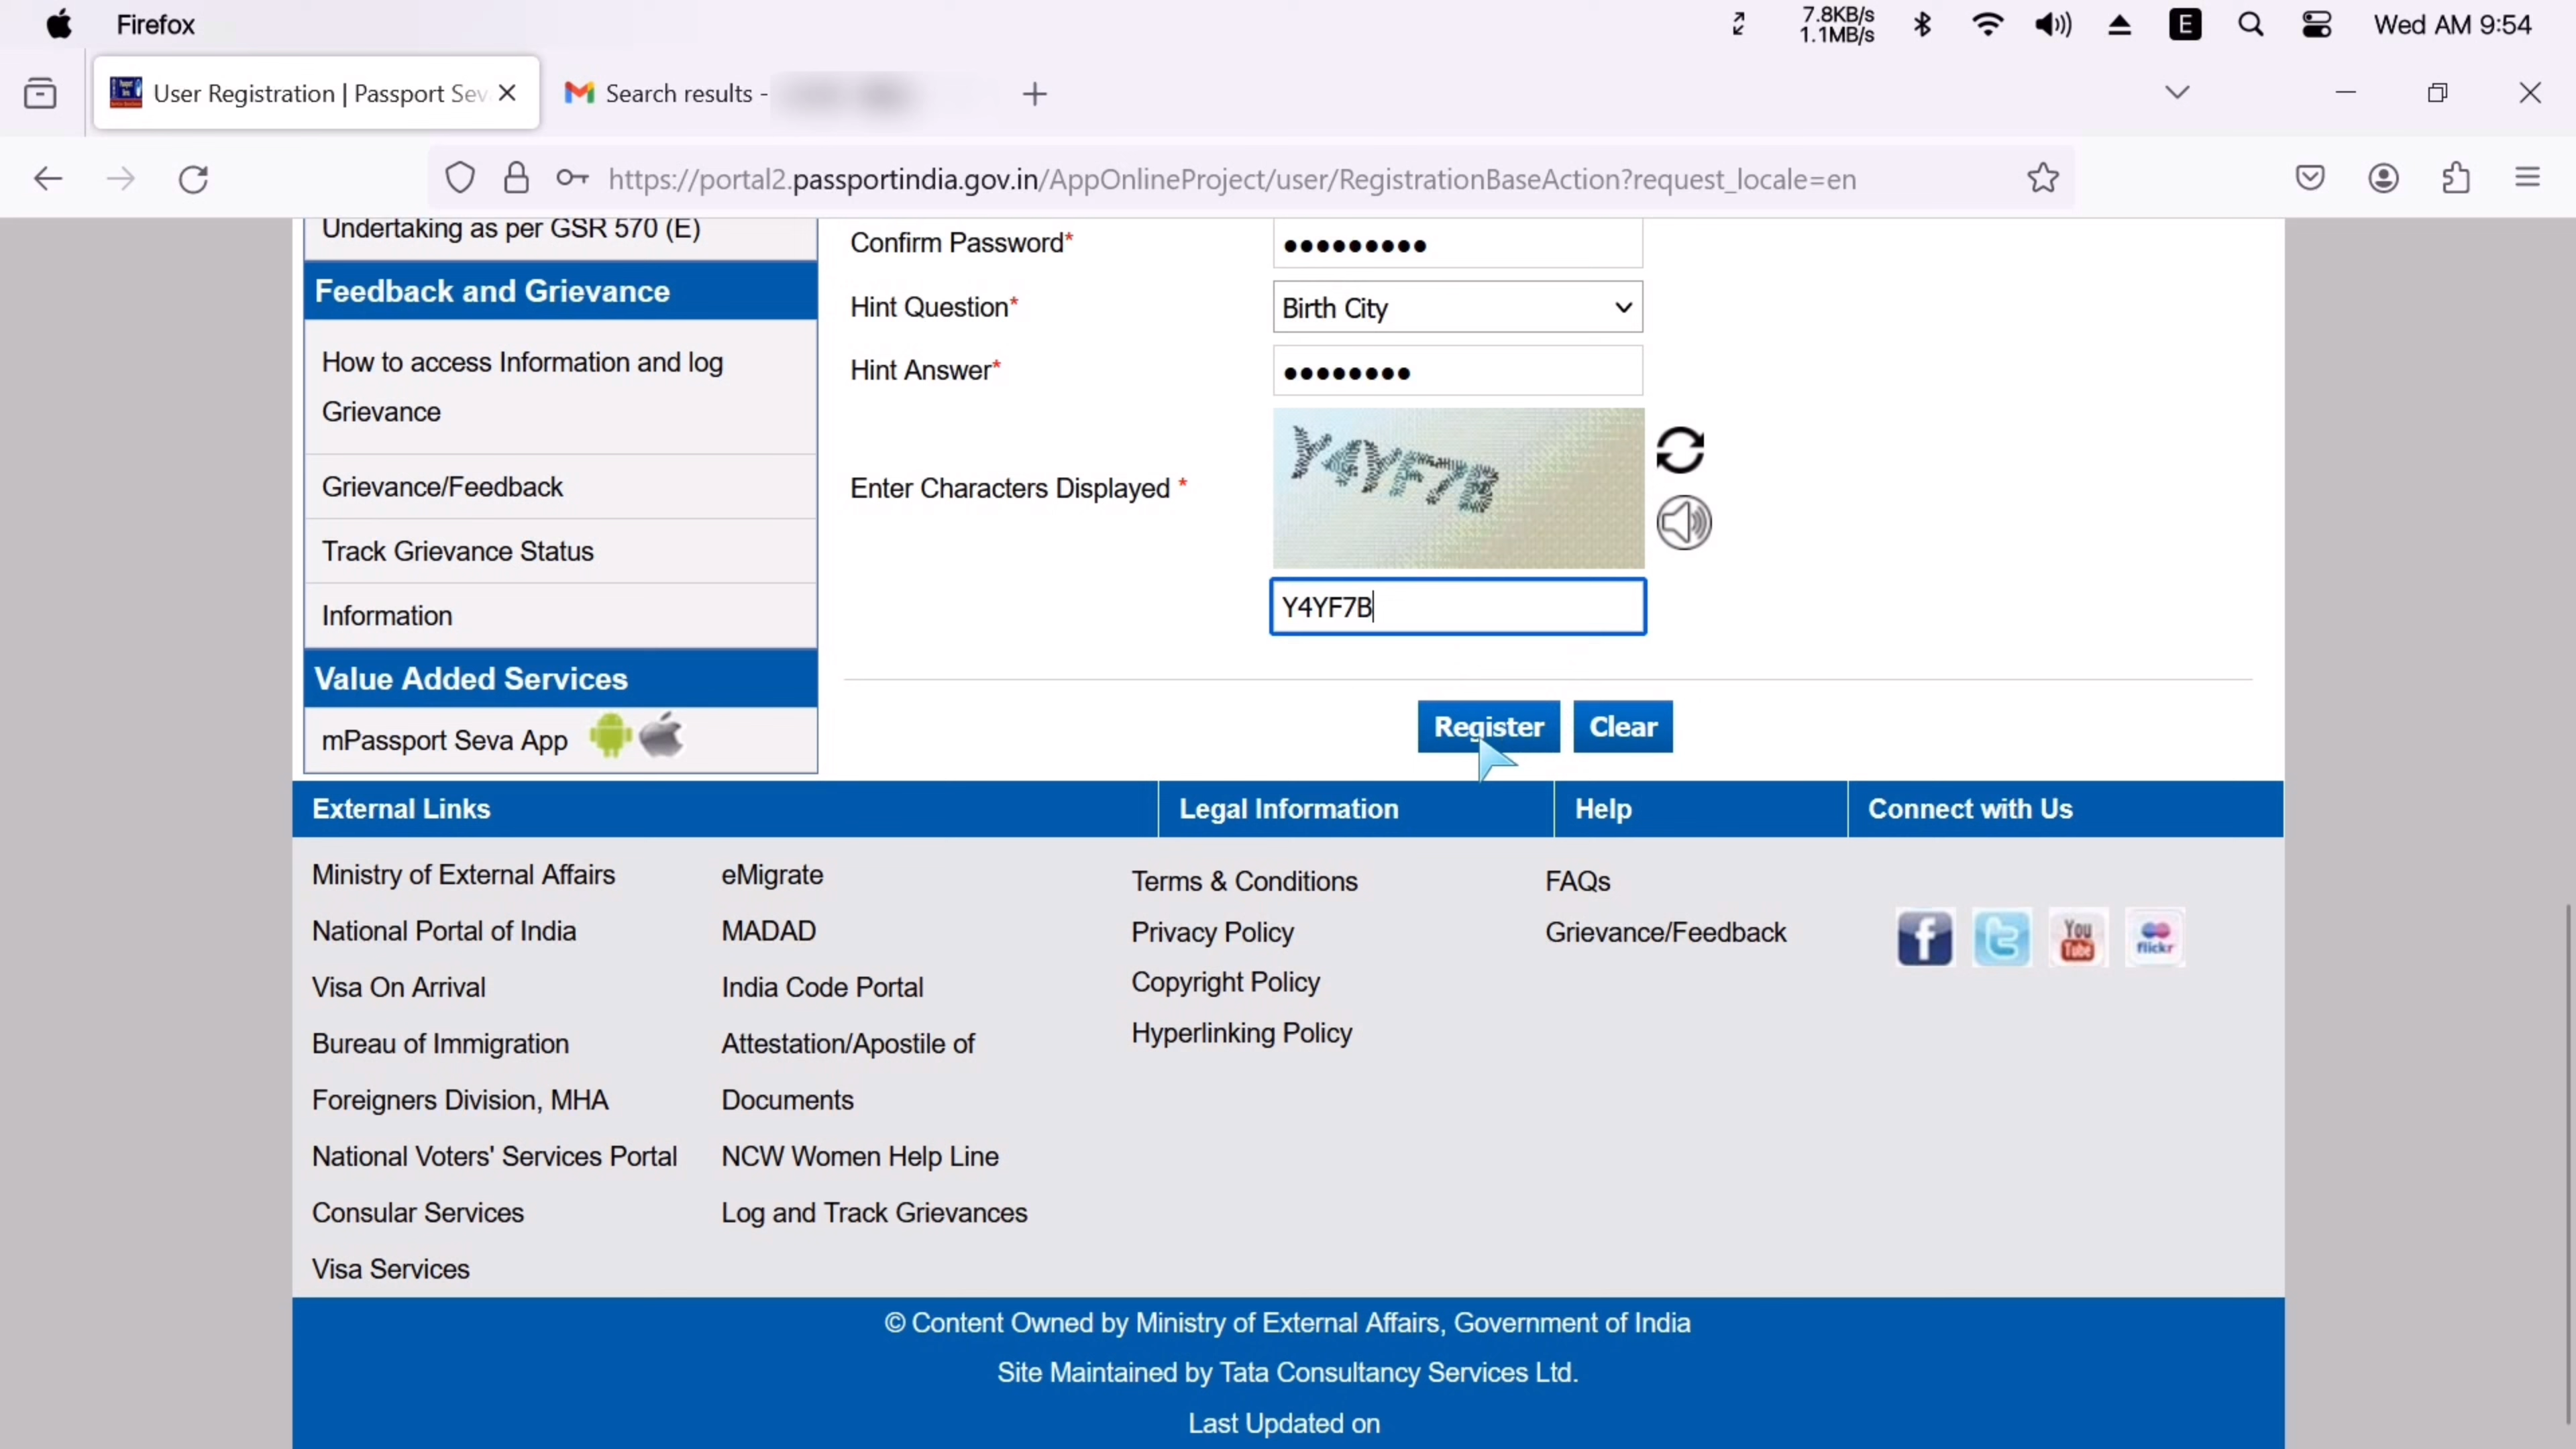 Firefox
7.8KB/s
1.1MB/s
E
Wed AM 9:54
User Registration | Passport Sev
Search results -
https://portal2.passportindia.gov.in/AppOnlineProject/user/RegistrationBaseAction?request_locale=en
Undertaking as per GSR 570 (E)
Feedback and Grievance
How to access Information and log
Grievance
Grievance/Feedback
Track Grievance Status
Information
Value Added Services
mPassport Seva App
Confirm Password*
●●●●●●●●●
Hint Question*
Birth City
Hint Answer*
●●●●●●●●
Enter Characters Displayed *
Y4YF7B
Y4YF7B
Register
Clear
External Links
Legal Information
Help
Connect with Us
Ministry of External Affairs
National Portal of India
Visa On Arrival
Bureau of Immigration
Foreigners Division, MHA
National Voters' Services Portal
Consular Services
Visa Services
eMigrate
MADAD
India Code Portal
Attestation/Apostile of
Documents
NCW Women Help Line
Log and Track Grievances
Terms & Conditions
Privacy Policy
Copyright Policy
Hyperlinking Policy
FAQs
Grievance/Feedback
You
Tube
flickr
© Content Owned by Ministry of External Affairs, Government of India
Site Maintained by Tata Consultancy Services Ltd.
Last Updated on